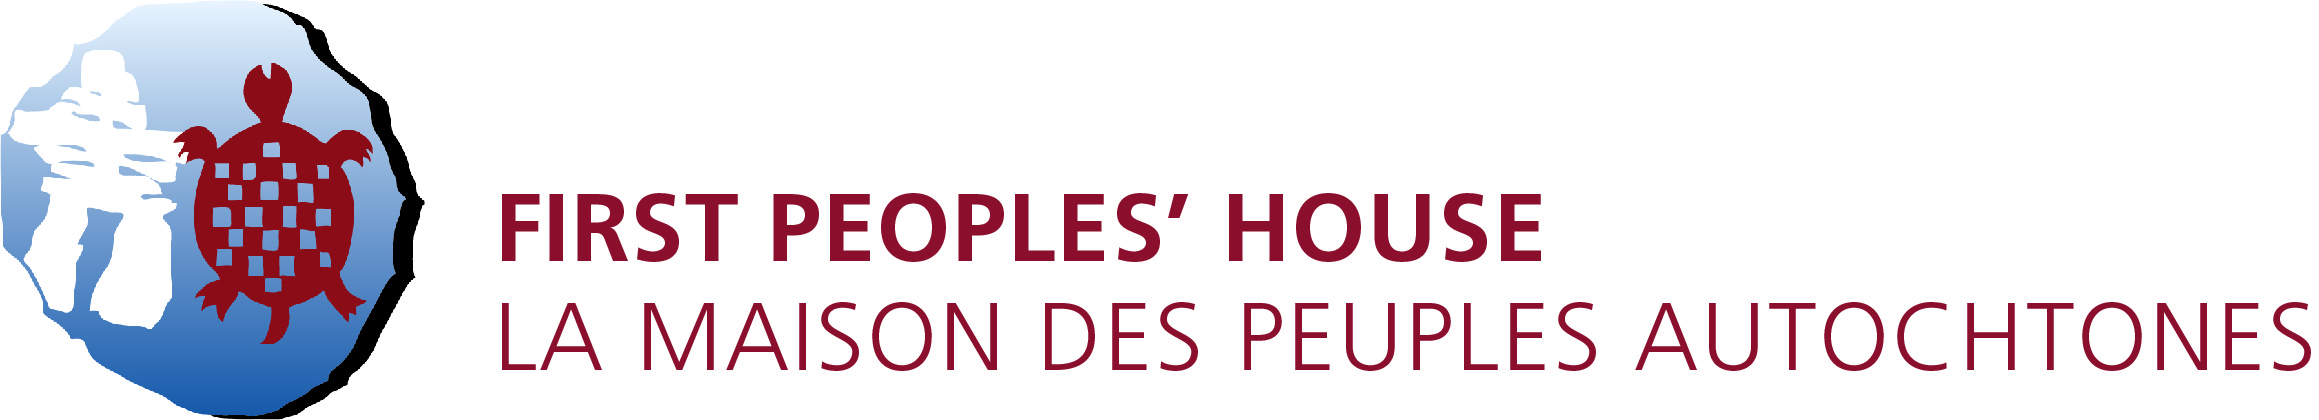 FIRST PEOPLES’ HOUSE
LA MAISON DES PEUPLES AUTOCHTONES